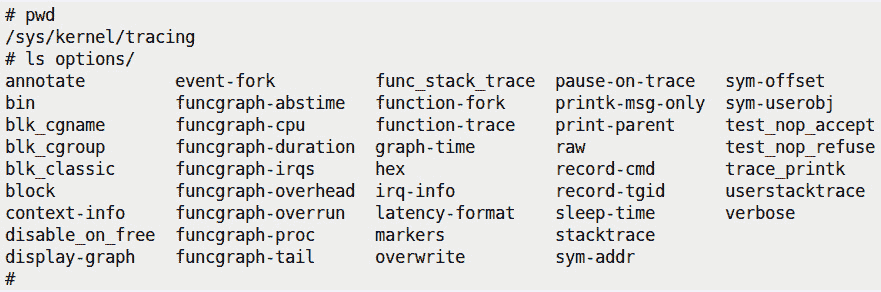 # pwd
/sys/kernel/tracing
# ls options/
annotate event-fork func_stack_trace pause-on-trace sym-offset
bin funcgraph-abstime function-fork printk-msg-only sym-userobj
blk_cgname funcgraph-cpu function-trace print-parent test_nop_accept
blk_cgroup funcgraph-duration graph-time raw test_nop_refuse
blk_classic funcgraph-irqs hex record-cmd trace_printk
block funcgraph-overhead irq-info record-tgid userstacktrace
context-info funcgraph-overrun latency-format sleep-time verbose
disable_on_free funcgraph-proc markers stacktrace
display-graph funcgraph-tail overwrite sym-addr
#